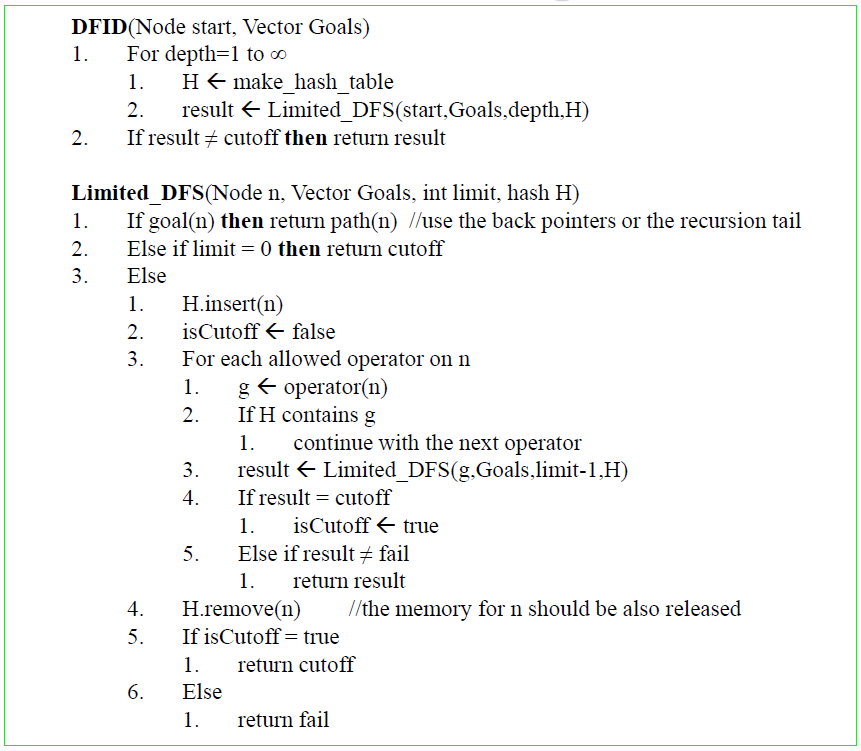 DFID(Node start, Vector Goals)
1. For depth=1 to ∞
1. H ← make_hash_table
2. result ← Limited_DFS(start,Goals,depth,H)
2. If result ≠ cutoff then return result
Limited_DFS(Node n, Vector Goals, int limit, hash H)
1. If goal(n) then return path(n) //use the back pointers or the recursion tail
2. Else if limit = 0 then return cutoff
3. Else
1. H.insert(n)
2. isCutoff ← false
3. For each allowed operator on n
1. g ← operator(n)
2. If H contains g
1. continue with the next operator
3. result ← Limited_DFS(g,Goals,limit-1,H)
4. If result = cutoff
1. isCutoff ← true
5. Else if result ≠ fail
1. return result
4. H.remove(n) //the memory for n should be also released
5. If isCutoff = true
1. return cutoff
6. Else
1. return fail